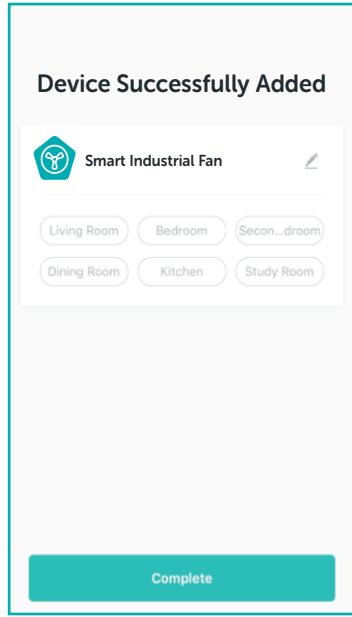 Device Successfully Added
Smart Industrial Fan
Living Room Bedroom Secon...droom
Dining Room Kitchen Study Room
Complete